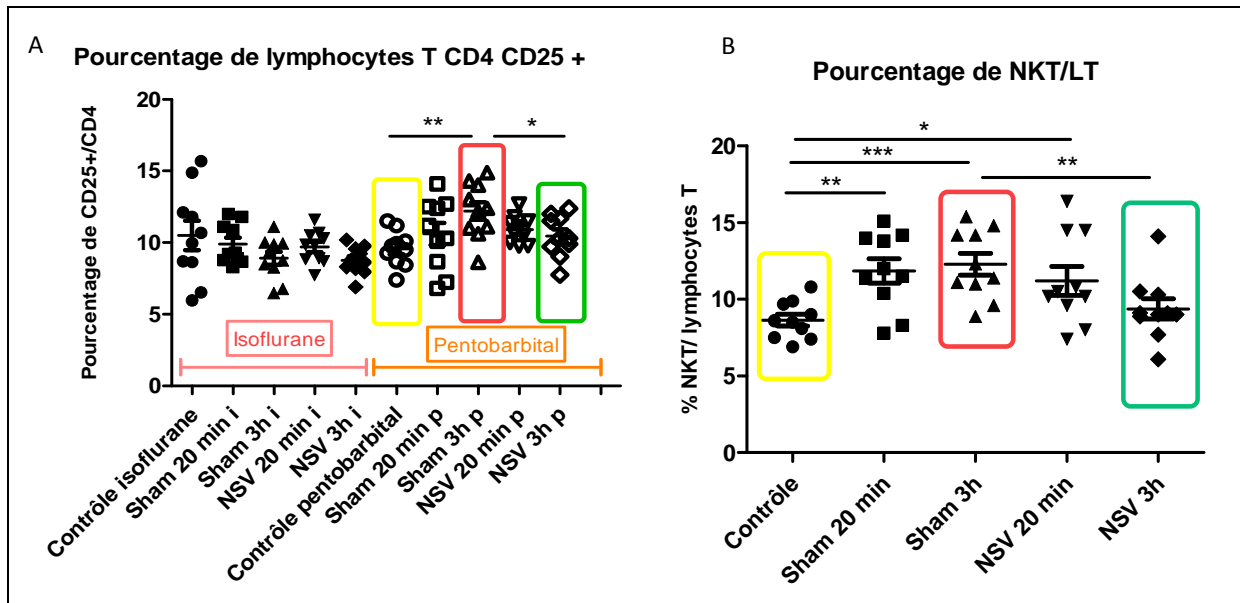 A
Pourcentage de lymphocytes T CD4 CD25 +
Pourcentage de CD25+/CD4
20
15
10
5
0
**
*
Isoflurane
Pentobarbital
Contrôle isoflurane
Sham 20 min i
Sham 3h i
NSV 20 min i
NSV 3h i
Contrôle pentobarbital
Sham 20 min p
Sham 3h p
NSV 20 min p
NSV 3h p
B
Pourcentage de NKT/LT
% NKT/ lymphocytes T
20
15
10
5
0
*
***
**
**
Contrôle
Sham 20 min
Sham 3h
NSV 20 min
NSV 3h